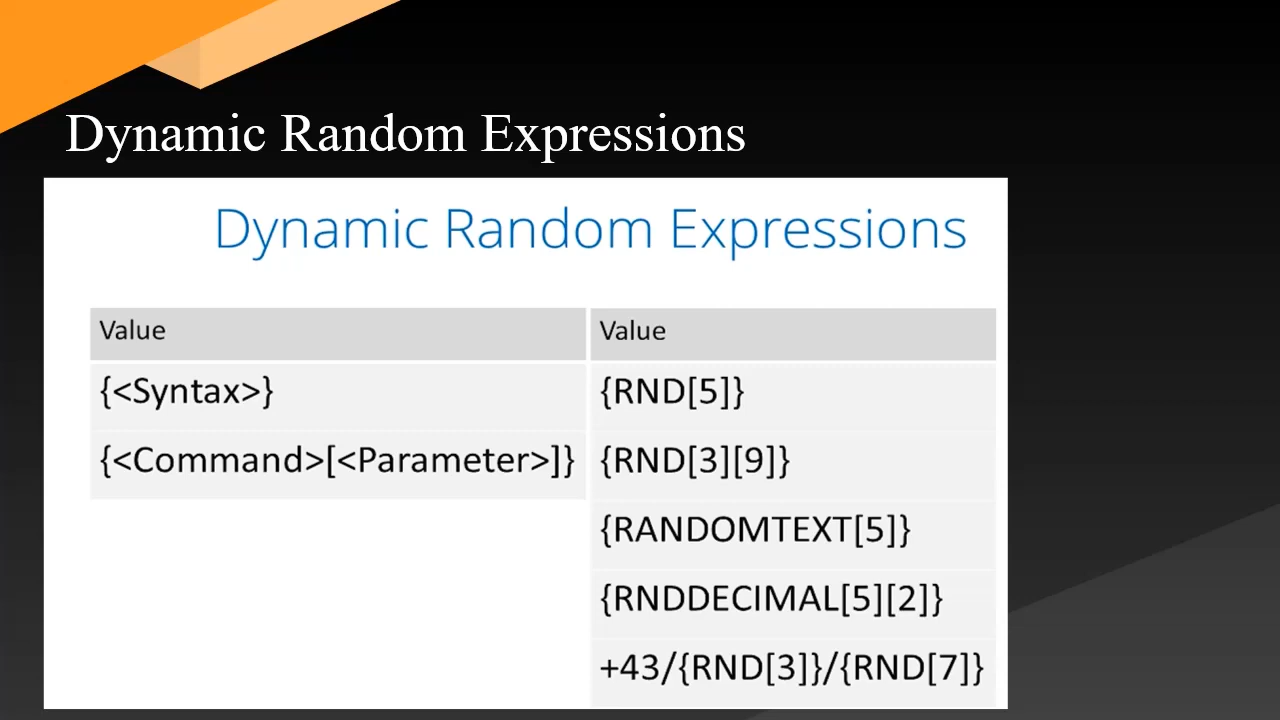 Dynamic Random Expressions
Dynamic Random Expressions
Value Value
{<Syntax>} {RND[5]}
{<Command>[<Parameter>]} {RND[3][9]}
{RANDOMTEXT[5]}
{RNDDECIMAL[5][2]}
+43/{RND[3]}/{RND[7]}